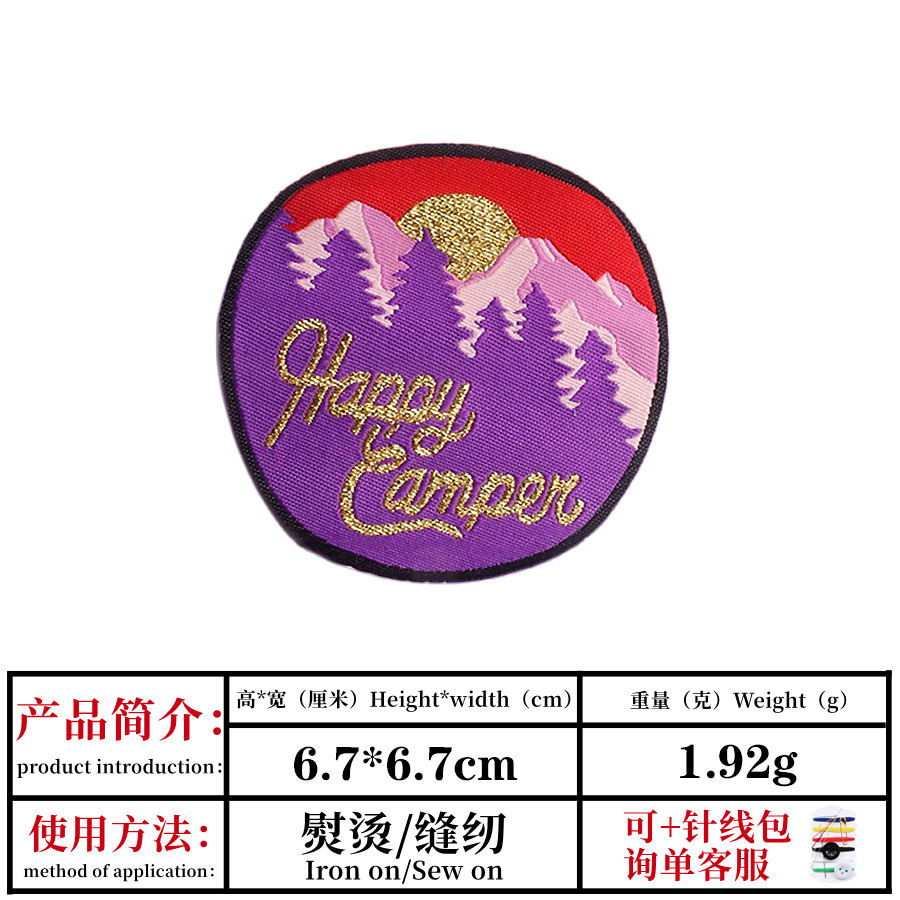 Happy
Camper
产品简介：
product introduction：
高*宽（厘米）Height*width（cm）
重量（克）Weight（g）
6.7*6.7cm
1.92g
使用方法：
method of application：
熨烫/缝纫
Iron on/Sew on
可+针线包
询单客服